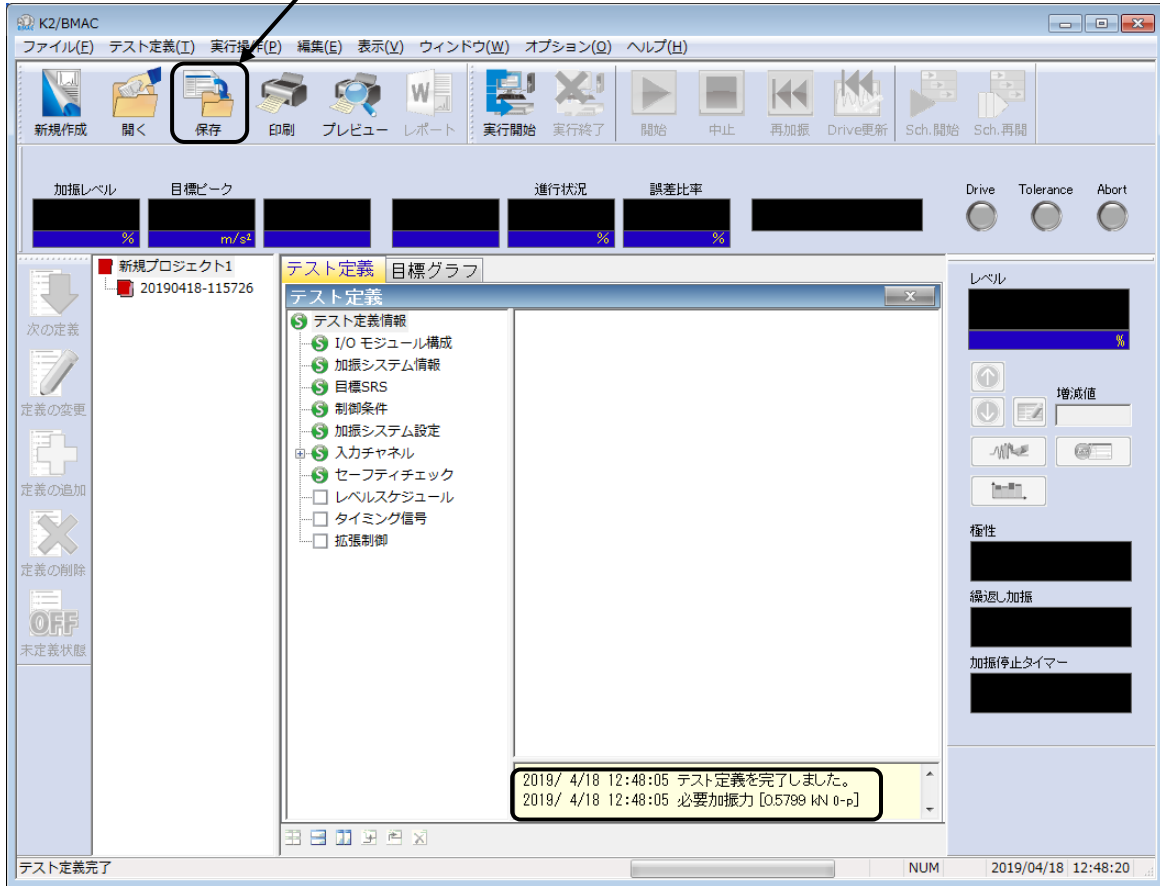 K2/BMAC
ファイル(F) テスト定義(T) 実行操作(P) 編集(E) 表示(V) ウィンドウ(W) オプション(O) ヘルプ(H)
新規作成 開く 保存 印刷 プレビュー レポート 実行開始 実行終了 開始 中止 再加振 Drive更新 Sch.開始 Sch.再開
加振レベル 目標ピーク 進行状況 誤差比率 Drive Tolerance Abort
% m/s² % %
新規プロジェクト1
20190418-115726
次の定義
定義の変更
定義の追加
定義の削除
OFF
未定義状態
テスト定義 目標グラフ
テスト定義
テスト定義情報
I/O モジュール構成
加振システム情報
目標SRS
制御条件
加振システム設定
入力チャネル
セーフティチェック
レベルスケジュール
タイミング信号
拡張制御
2019/ 4/18 12:48:05 テスト定義を完了しました。
2019/ 4/18 12:48:05 必要加振力 [0.5799 kN 0-p]
レベル
%
増減値
極性
繰返し加振
加振停止タイマー
テスト定義完了 NUM 2019/04/18 12:48:20